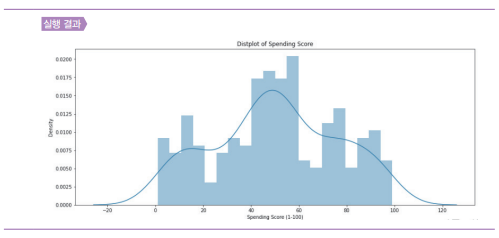 실행 결과
Distplot of Spending Score
0.0200
0.0175
0.0150
0.0125
0.0100
0.0075
0.0050
0.0025
0.0000
Density
−20 0 20 40 60 80 100 120
Spending Score (1-100)